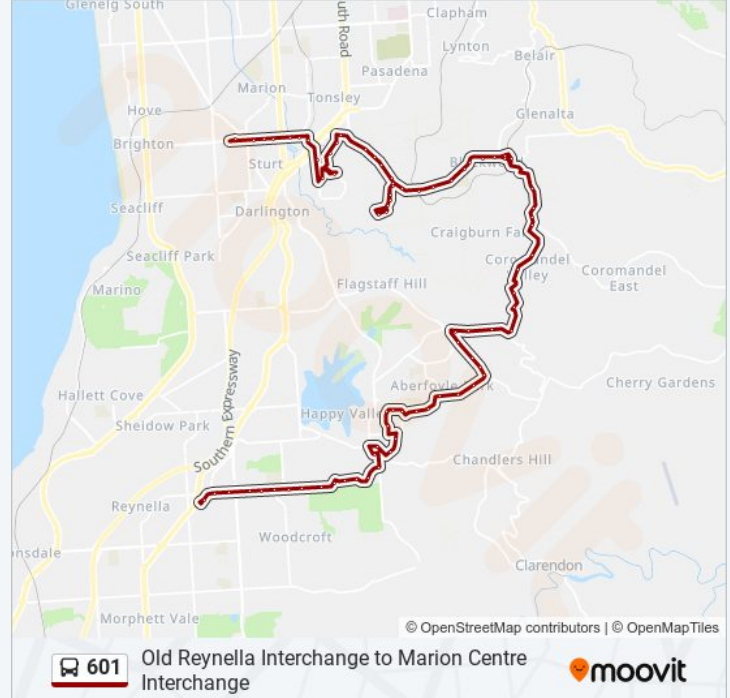 Glenelg South
Clapham
Lynton
Belair
Pasadena
Marion
Tonsley
Hove
Glenalta
Brighton
Sturt
Seacliff
Darlington
Craigburn Fa
Seacliff Park
Coromandel
Valley
Coromandel
East
Marino
Flagstaff Hill
Southern Expressway
Hallett Cove
Aberfoyle Park
Cherry Gardens
Happy Valley
Sheidow Park
Chandlers Hill
Reynella
Woodcroft
onsdale
Clarendon
Morphett Vale
© OpenStreetMap contributors | © OpenMapTiles
601
Old Reynella Interchange to Marion Centre
Interchange
moovit